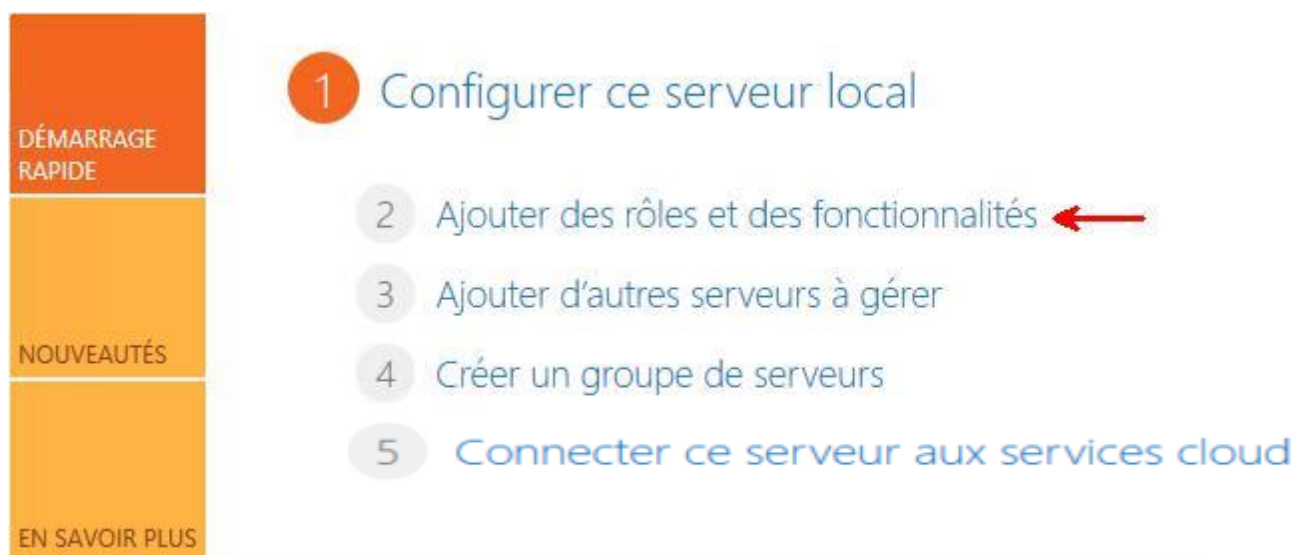 DÉMARRAGE
RAPIDE
NOUVEAUTÉS
EN SAVOIR PLUS
1 Configurer ce serveur local
2 Ajouter des rôles et des fonctionnalités
3 Ajouter d'autres serveurs à gérer
4 Créer un groupe de serveurs
5 Connecter ce serveur aux services cloud